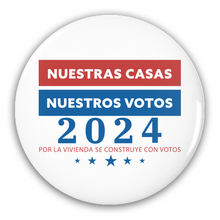 NUESTRAS CASAS
NUESTROS VOTOS
2024
POR LA VIVIENDA SE CONSTRUYE CON VOTOS